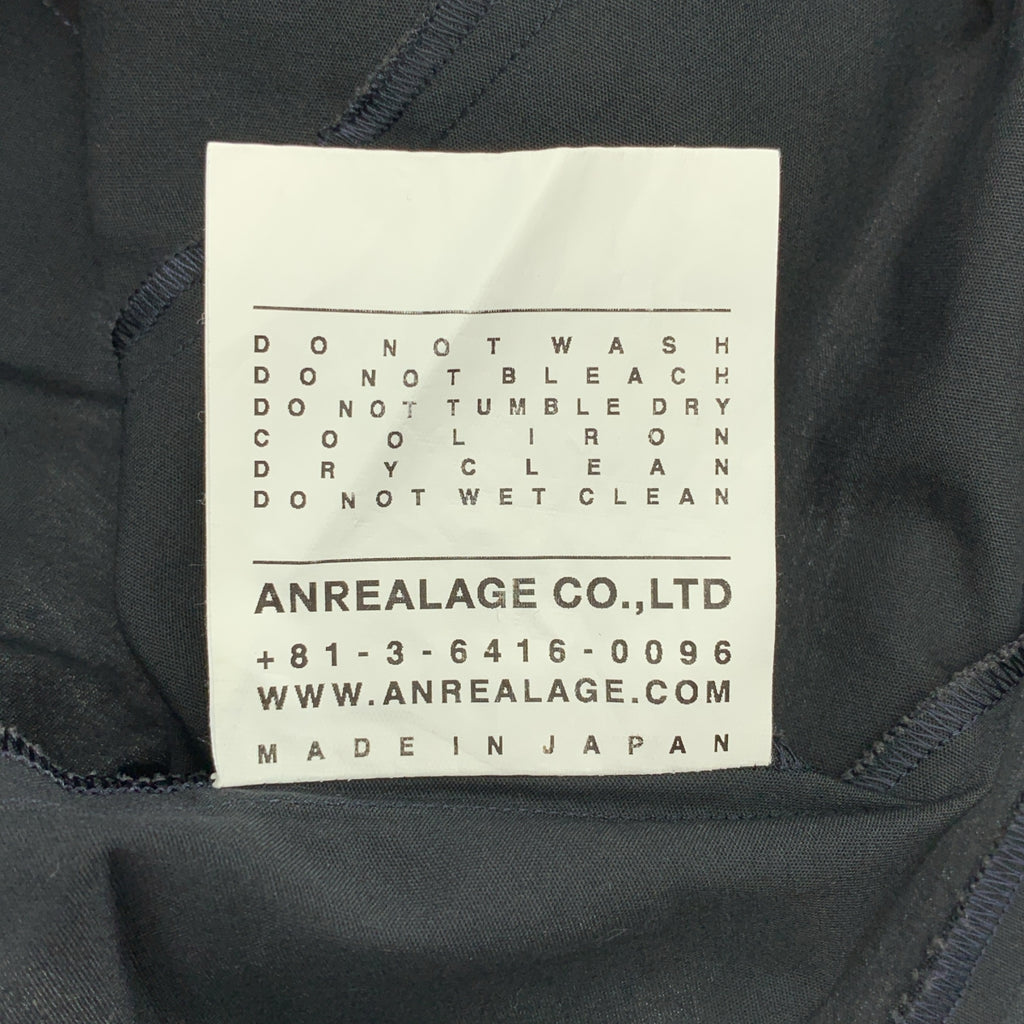 DO NOT WASH
DO NOT BLEACH
DO NOT TUMBLE DRY
COOL IRON
DRY CLEAN
DO NOT WET CLEAN
ANREALAGE CO.,LTD
+81-3-6416-0096
WWW.ANREALAGE.COM
MADE IN JAPAN